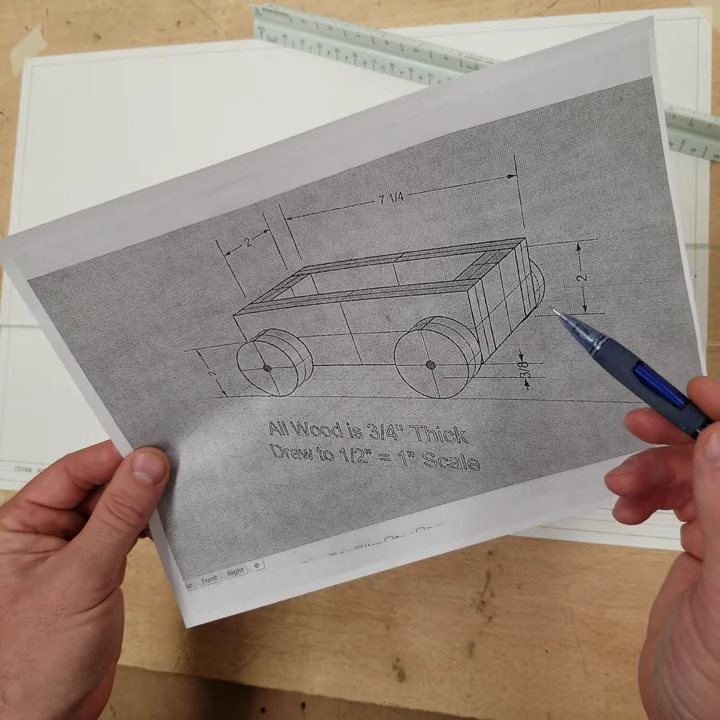 7 1/4
2
2
2
3/8
All Wood is 3/4" Thick
Draw to 1/2" = 1" Scale
Front Right